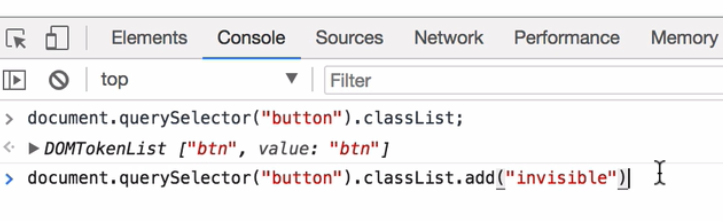 Elements Console Sources Network Performance Memory
top ▼ Filter
> document.querySelector("button").classList;
<· ▶ DOMTokenList ["btn", value: "btn"]
> document.querySelector("button").classList.add("invisible")